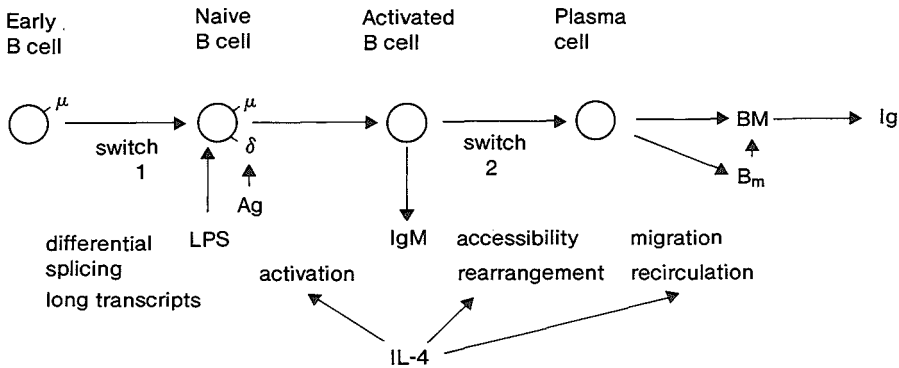 Early
B cell
Naive
B cell
Activated
B cell
Plasma
cell
μ
μ
δ
switch
1
switch
2
BM
Ig
Bm
Ag
LPS
IgM
differential
splicing
long transcripts
activation
accessibility
rearrangement
migration
recirculation
IL-4